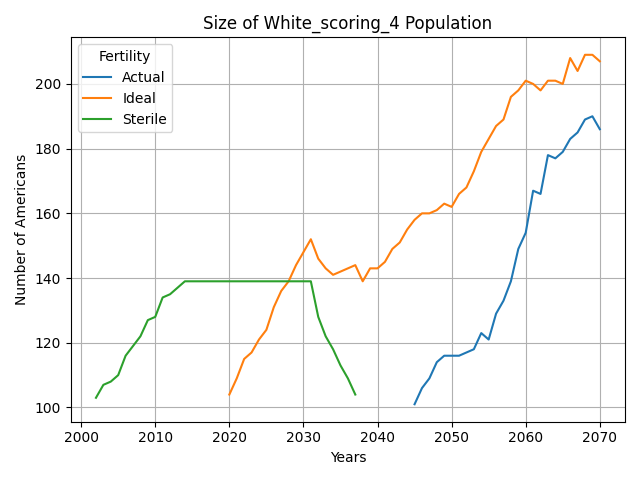 Size of White_scoring_4 Population
Fertility
Actual
Ideal
Sterile
Number of Americans
200
180
160
140
120
100
2000 2010 2020 2030 2040 2050 2060 2070
Years